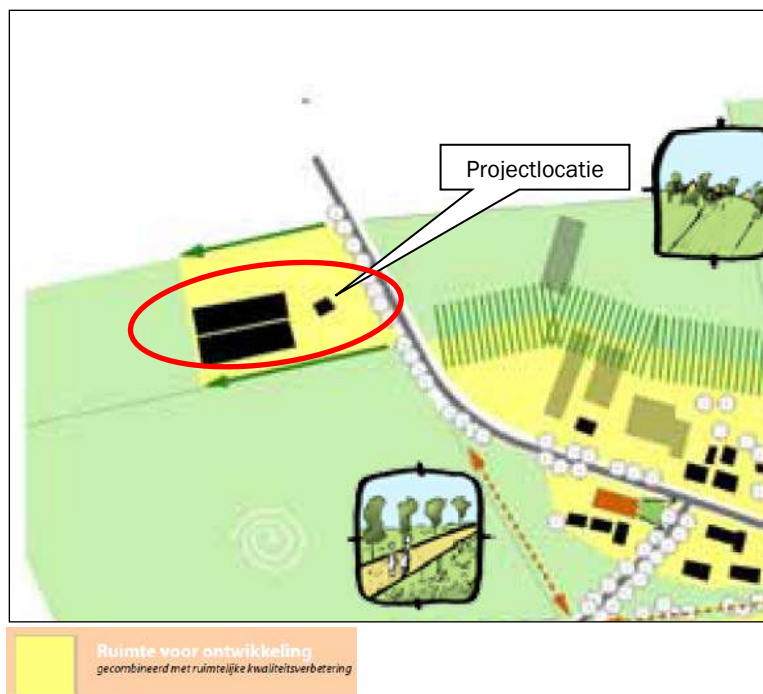 Projectlocatie
Ruimte voor ontwikkeling
gecombineerd met ruimtelijke kwaliteitsverbetering